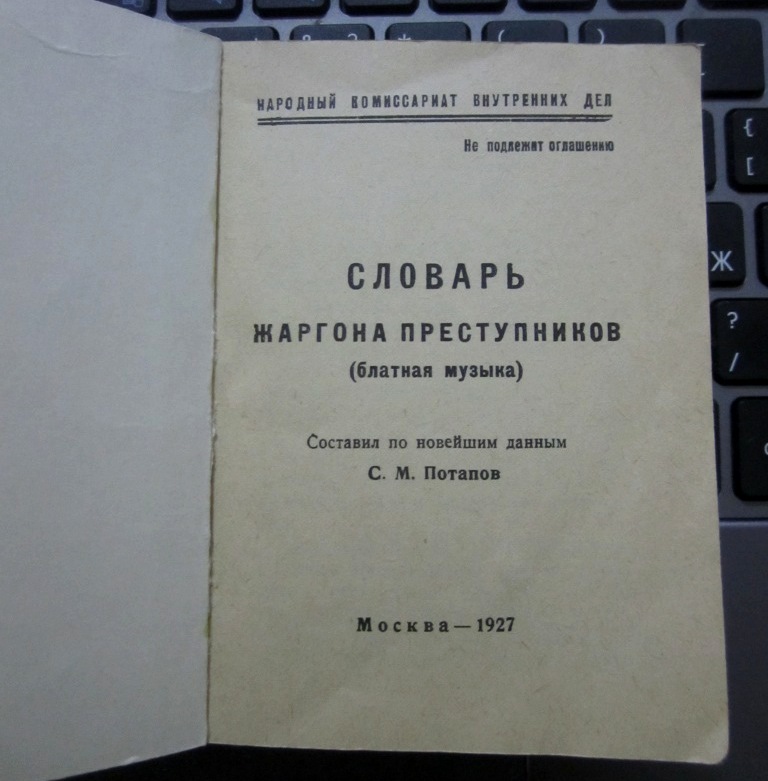 НАРОДНЫЙ КОМИССАРИАТ ВНУТРЕННИХ ДЕЛ
Не подлежит оглашению
СЛОВАРЬ
ЖАРГОНА ПРЕСТУПНИКОВ
(блатная музыка)
Составил по новейшим данным
С. М. Потапов
Москва — 1927
{
[
Ж
?
/